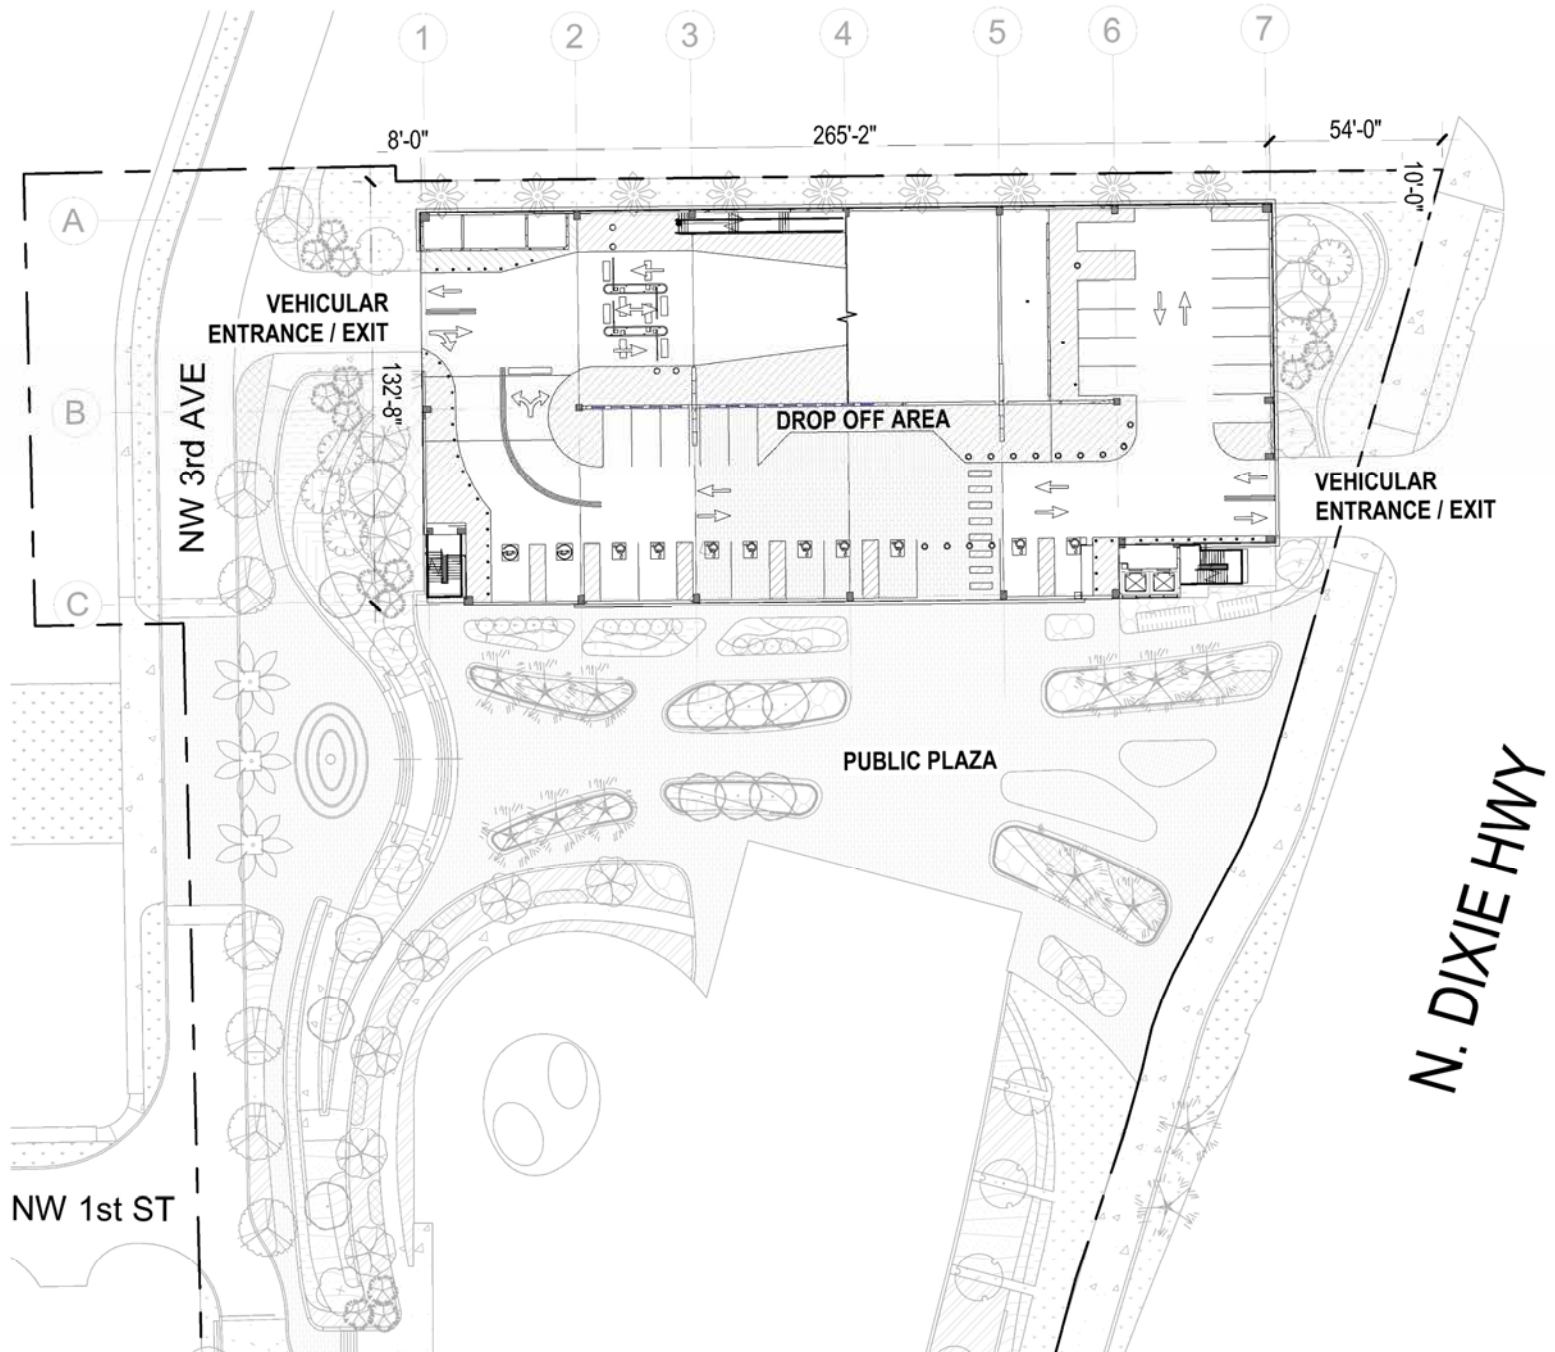 1 2 3 4 5 6 7
8'-0" 265'-2" 54'-0"
10'-0"
A
VEHICULAR
ENTRANCE / EXIT
132'-8"
NW 3rd AVE
B
DROP OFF AREA
VEHICULAR
ENTRANCE / EXIT
C
PUBLIC PLAZA
N. DIXIE HWY
NW 1st ST